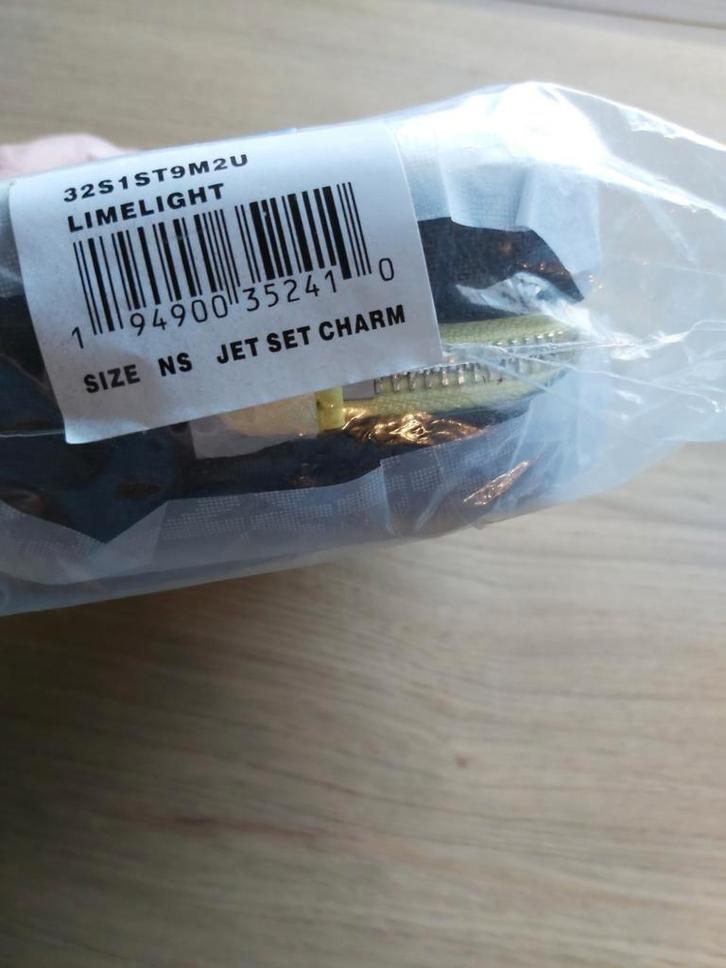 32S1ST9M2U
LIMELIGHT
1 94900 35241 0
SIZE NS JET SET CHARM